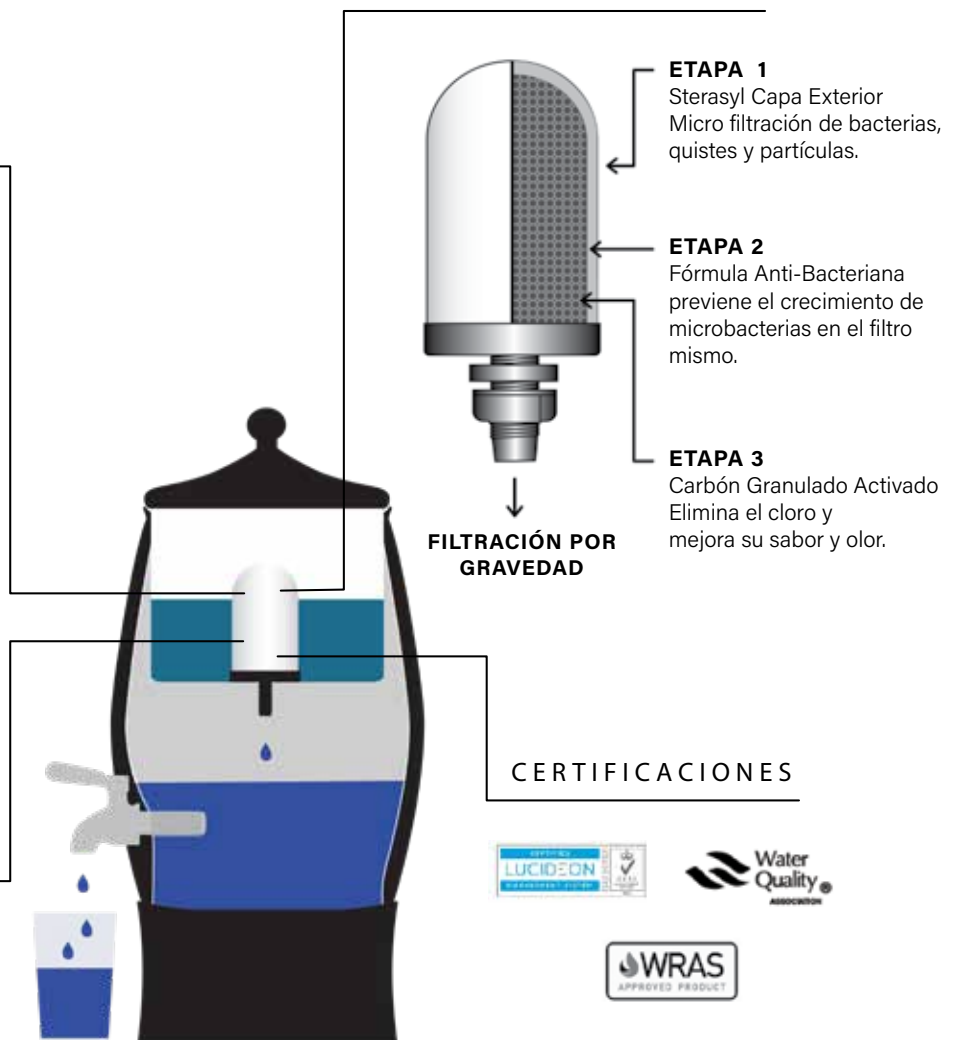 ETAPA 1
Sterasyl Capa Exterior
Micro filtración de bacterias,
quistes y partículas.
ETAPA 2
Fórmula Anti-Bacteriana
previene el crecimiento de
microbacterias en el filtro
mismo.
ETAPA 3
Carbón Granulado Activado
Elimina el cloro y
mejora su sabor y olor.
FILTRACIÓN POR
GRAVEDAD
CERTIFICACIONES
LUCIDEON
Water
Quality
ASSOCIATION
WRAS
APPROVED PRODUCT